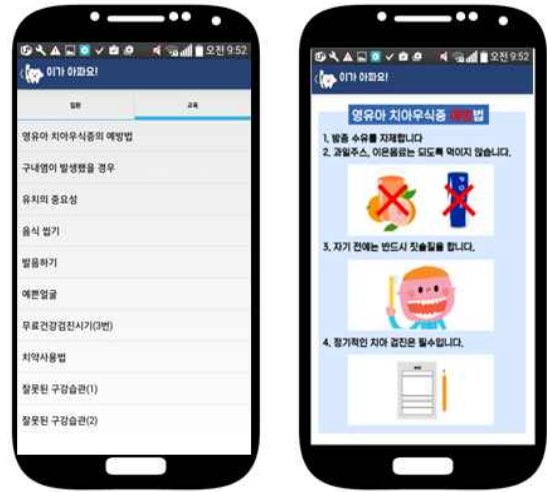 오전 9:52
이가 아파요!
질환
교육
영유아 치아우식증의 예방법
구내염이 발생했을 경우
유치의 중요성
음식 씹기
발음하기
예쁜얼굴
무료건강검진시기(3번)
치약사용법
잘못된 구강습관(1)
잘못된 구강습관(2)
오전 9:52
이가 아파요!
영유아 치아우식증 예방법
1. 밤중 수유를 자제합니다
2. 과일주스, 이온음료는 되도록 먹이지 않습니다.
3. 자기 전에는 반드시 칫솔질을 합니다.
4. 정기적인 치아 검진은 필수입니다.